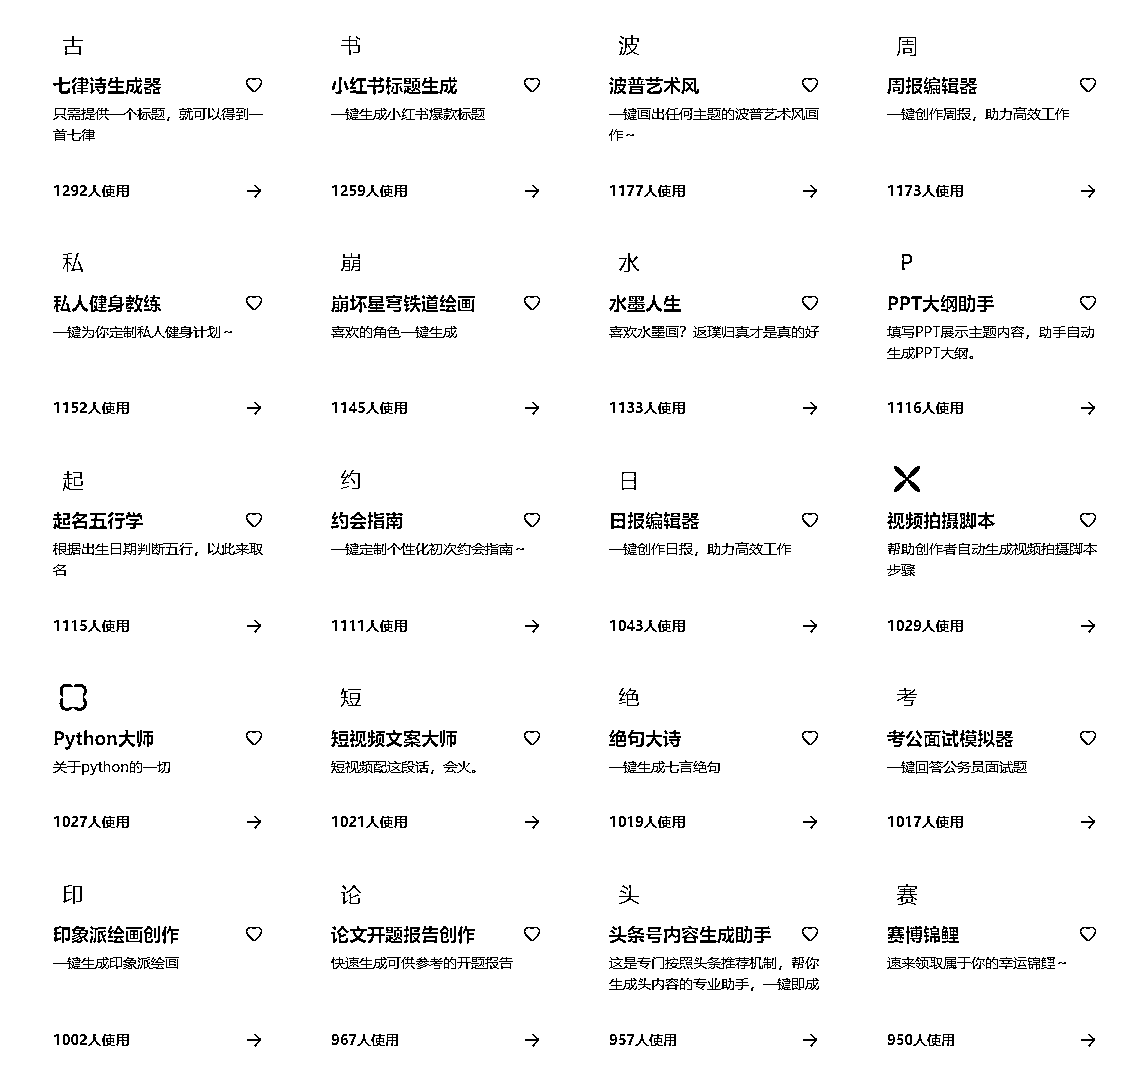 古
七律诗生成器
只需提供一个标题，就可以得到一
首七律
1292人使用
书
小红书标题生成
一键生成小红书爆款标题
1259人使用
波
波普艺术风
一键画出任何主题的波普艺术风画
作~
1177人使用
周
周报编辑器
一键创作周报，助力高效工作
1173人使用
私
私人健身教练
一键为你定制私人健身计划~
1152人使用
崩
崩坏星穹铁道绘画
喜欢的角色一键生成
1145人使用
水
水墨人生
喜欢水墨画？返璞归真才是真的好
1133人使用
P
PPT大纲助手
填写PPT展示主题内容，助手自动
生成PPT大纲。
1116人使用
起
起名五行学
根据出生日期判断五行，以此来取
名
1115人使用
约
约会指南
一键定制个性化初次约会指南~
1111人使用
日
日报编辑器
一键创作日报，助力高效工作
1043人使用
视频拍摄脚本
帮助创作者自动生成视频拍摄脚本
步骤
1029人使用
Python大师
关于python的一切
1027人使用
短
短视频文案大师
短视频配这段话，会火。
1021人使用
绝
绝句大诗
一键生成七言绝句
1019人使用
考
考公面试模拟器
一键回答公务员面试题
1017人使用
印
印象派绘画创作
一键生成印象派绘画
1002人使用
论
论文开题报告创作
快速生成可供参考的开题报告
967人使用
头
头条号内容生成助手
这是专门按照头条推荐机制，帮你
生成头内容的专业助手，一键即成
957人使用
赛
赛博锦鲤
速来领取属于你的幸运锦鲤~
950人使用